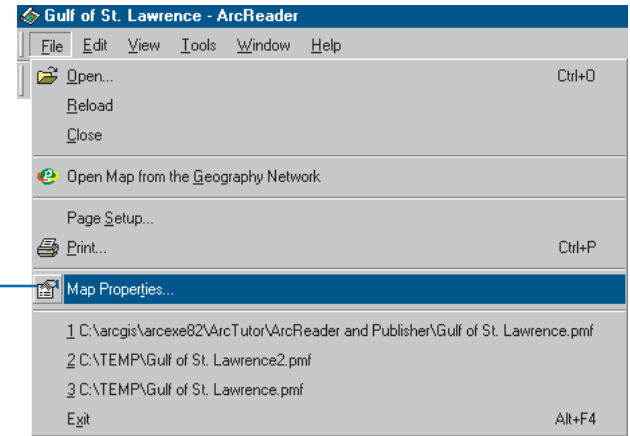 Gulf of St. Lawrence - ArcReader
File Edit View Tools Window Help
Open... Ctrl+O
Reload
Close
Open Map from the Geography Network
Page Setup...
Print... Ctrl+P
Map Properties...
1 C:\arcgis\arcexe82\ArcTutor\ArcReader and Publisher\Gulf of St. Lawrence.pmf
2 C:\TEMP\Gulf of St. Lawrence2.pmf
3 C:\TEMP\Gulf of St. Lawrence.pmf
Exit Alt+F4